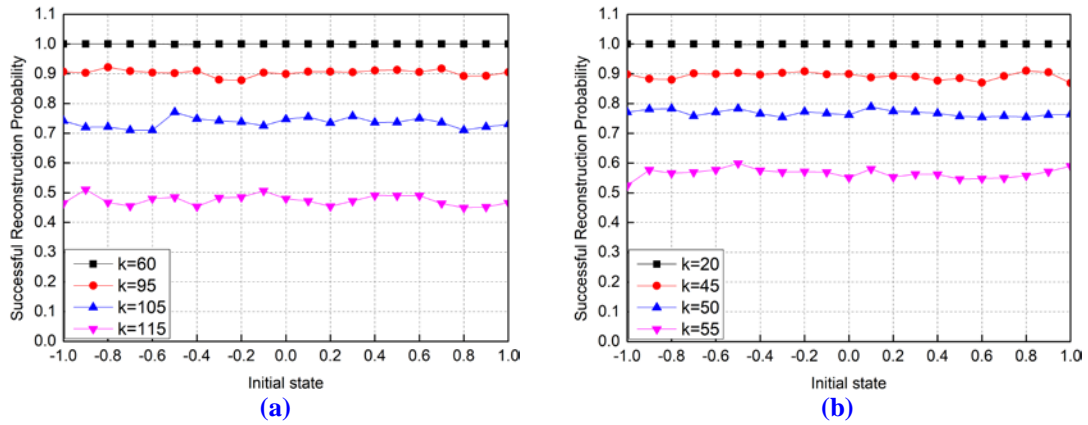 1.1
1.0
0.9
0.8
0.7
0.6
0.5
0.4
0.3
0.2
0.1
0.0
Successful Reconstruction Probability
k=60
k=95
k=105
k=115
-1.0 -0.8 -0.6 -0.4 -0.2 0.0 0.2 0.4 0.6 0.8 1.0
Initial state
(a)
1.1
1.0
0.9
0.8
0.7
0.6
0.5
0.4
0.3
0.2
0.1
0.0
Successful Reconstruction Probability
k=20
k=45
k=50
k=55
-1.0 -0.8 -0.6 -0.4 -0.2 0.0 0.2 0.4 0.6 0.8 1.0
Initial state
(b)